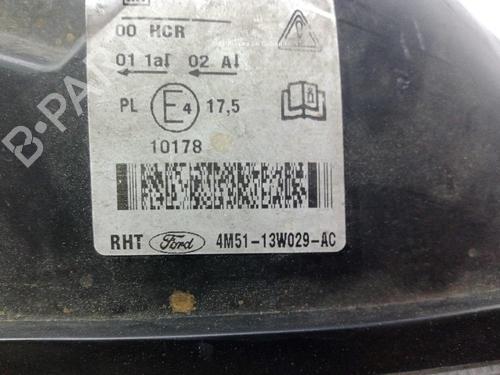 00 HCR
01 1a 02 A
PL E4 17,5
10178
RHT Ford 4M51-13W029-AC
B-PA